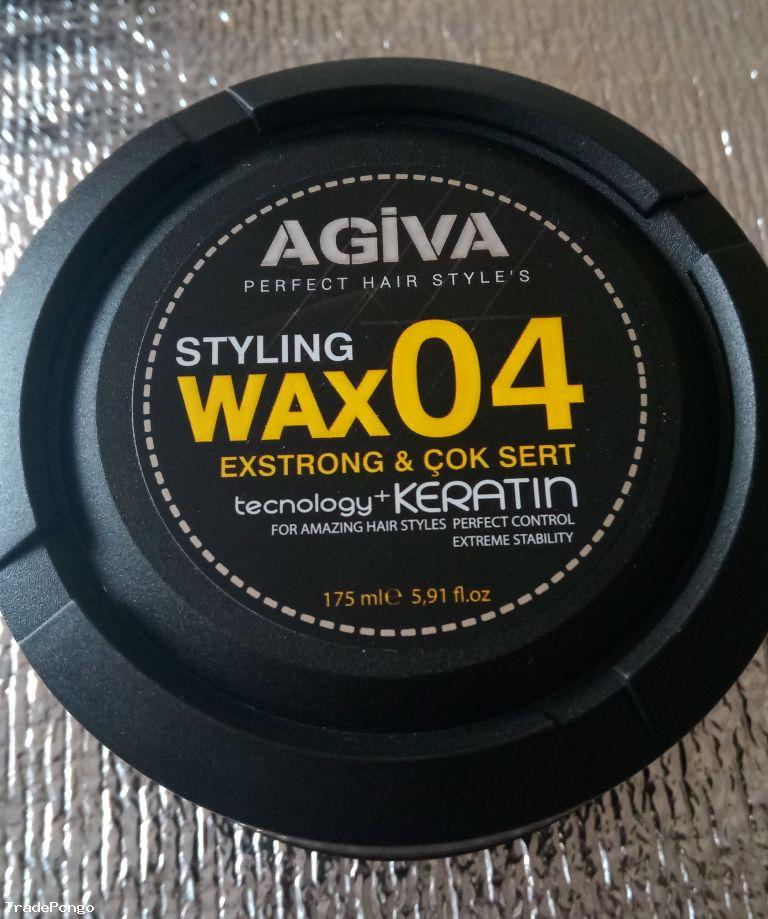 AGİVA
PERFECT HAIR STYLE'S
STYLING
WAX04
EXSTRONG & ÇOK SERT
tecnology+KERATIN
FOR AMAZING HAIR STYLES PERFECT CONTROL
EXTREME STABILITY
175 ml℮ 5,91 fl.oz
TradePongo